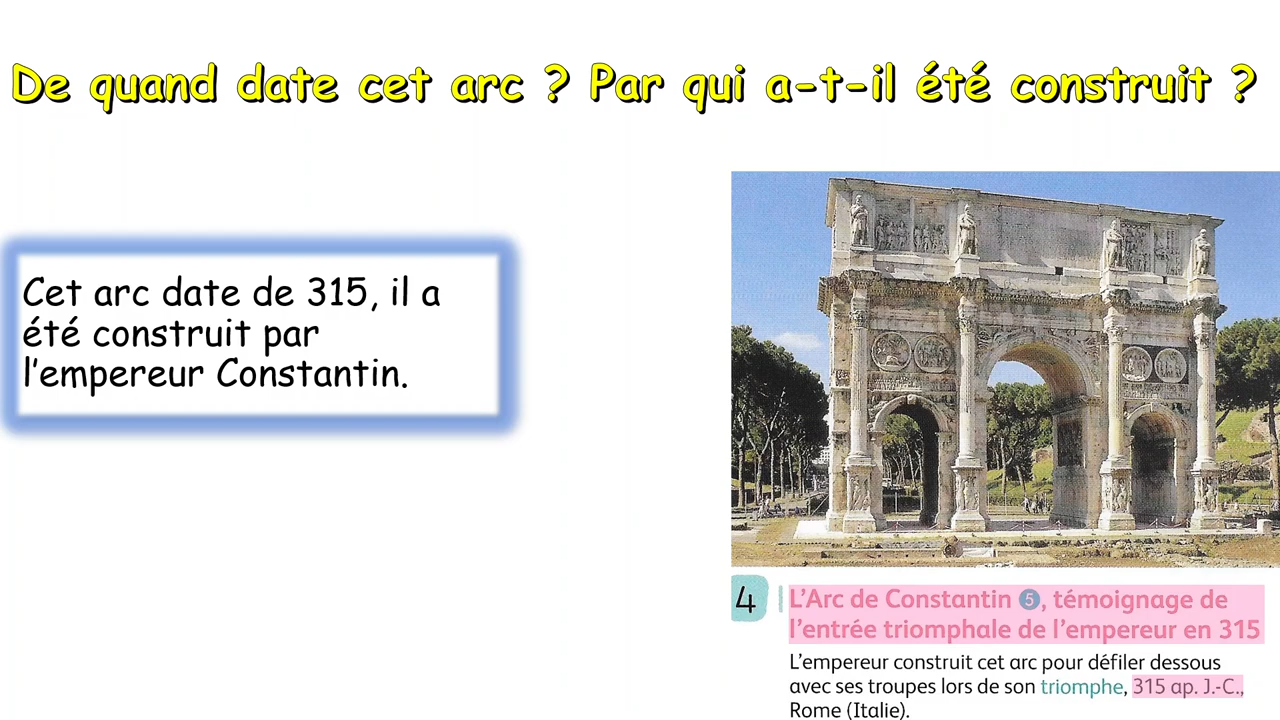 De quand date cet arc ? Par qui a-t-il été construit ?
Cet arc date de 315, il a
été construit par
l'empereur Constantin.
4
L'Arc de Constantin 5, témoignage de
l'entrée triomphale de l'empereur en 315
L'empereur construit cet arc pour défiler dessous
avec ses troupes lors de son triomphe, 315 ap. J.-C.,
Rome (Italie).